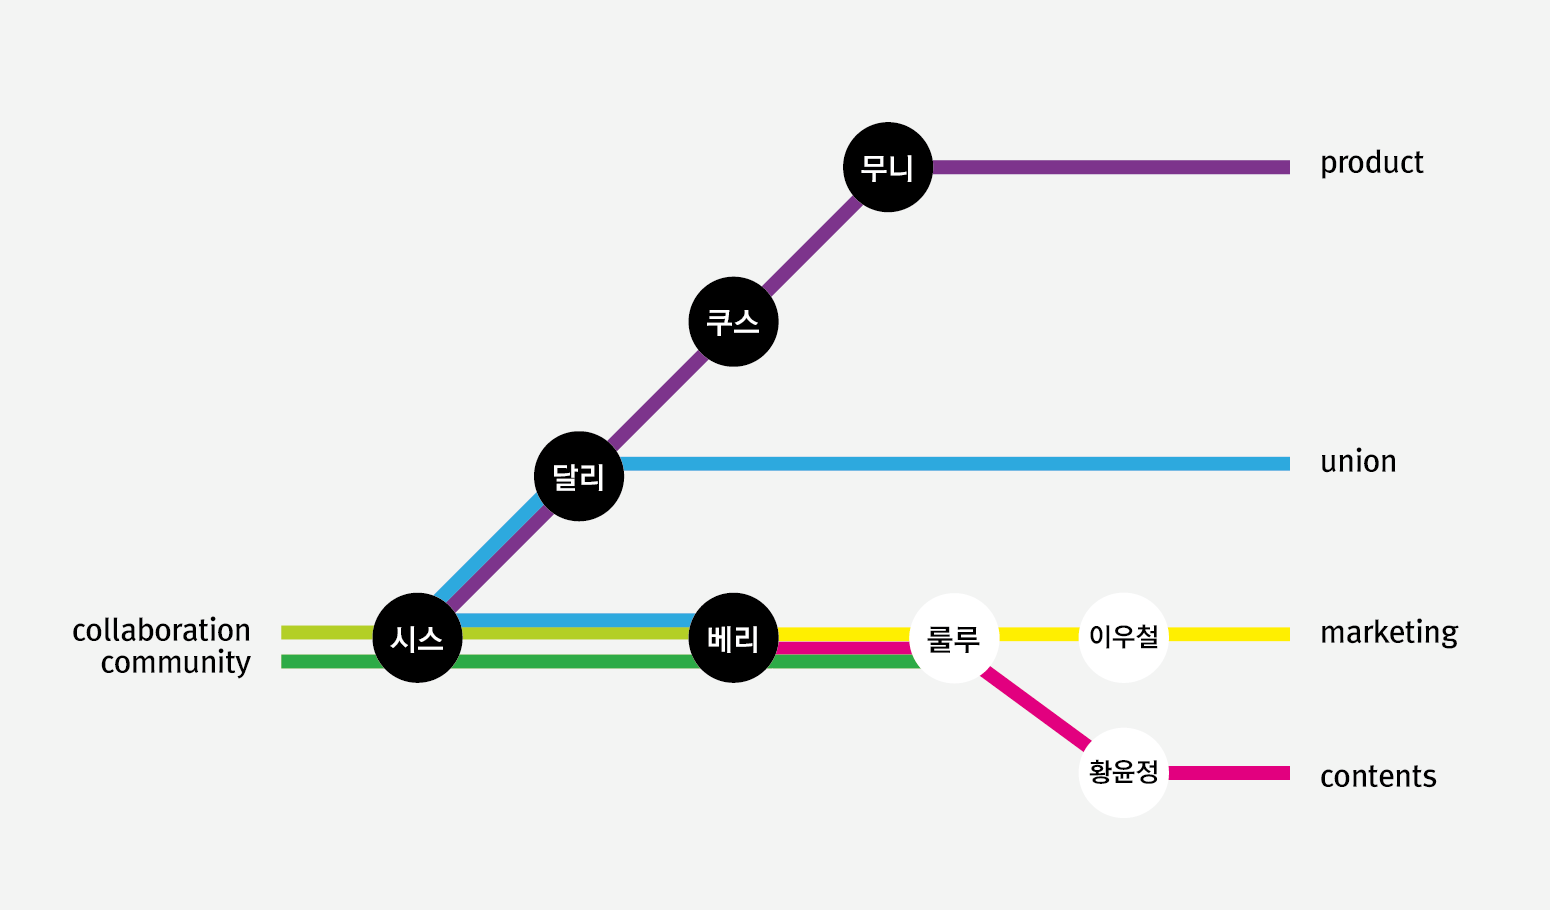 무니
product
쿠스
달리
union
collaboration
community
시스
베리
룰루
이우철
marketing
황윤정
contents